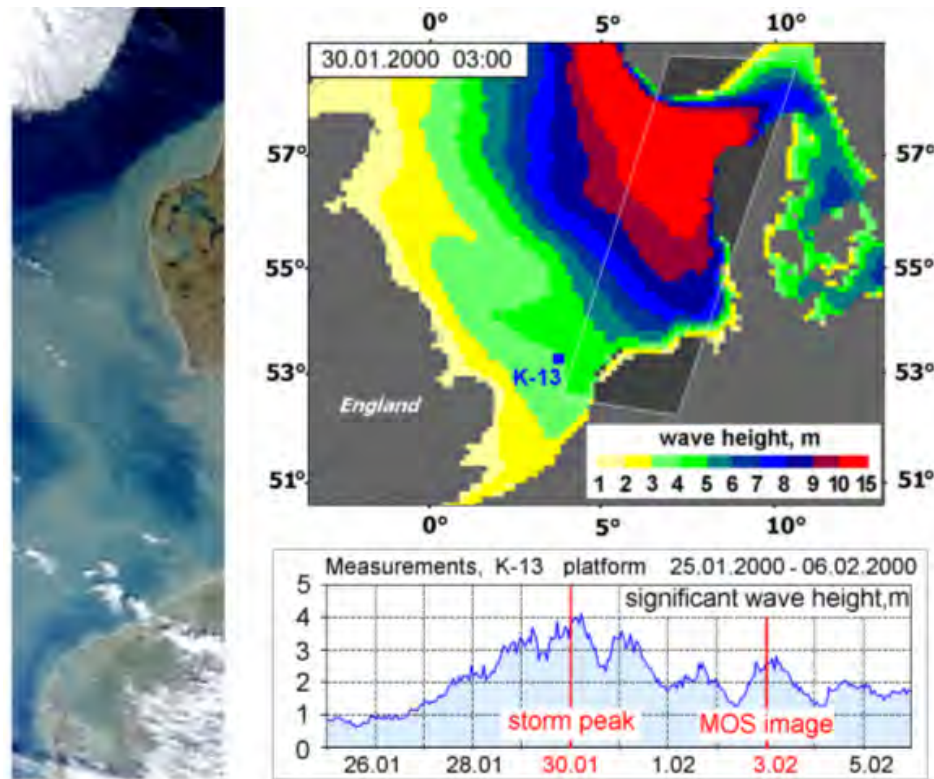 0° 5° 10°
30.01.2000 03:00
57° 57°
55° 55°
53° 53°
K-13
England
wave height, m
1 2 3 4 5 6 7 8 9 10 15
51° 51°
0° 5° 10°
Measurements, K-13 platform 25.01.2000 - 06.02.2000
significant wave height,m
5
4
3
2
1
0
storm peak MOS image
26.01 28.01 30.01 1.02 3.02 5.02